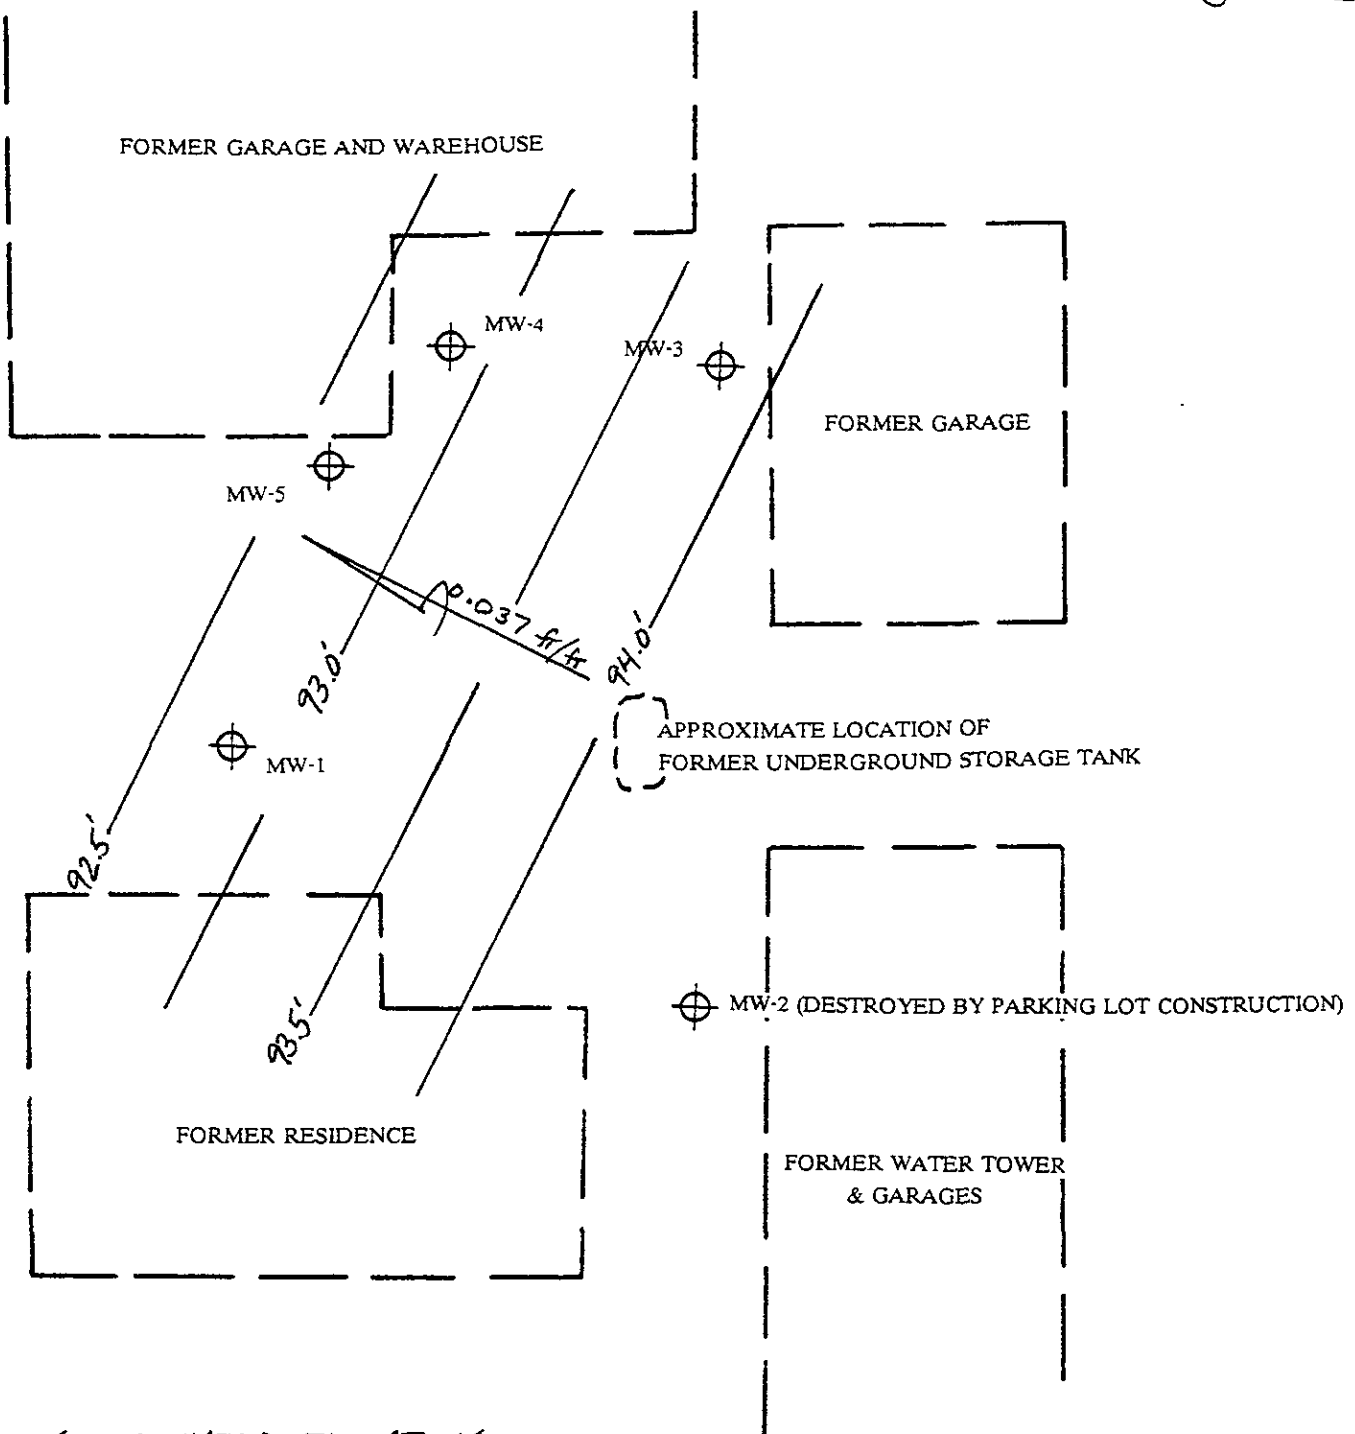 FORMER GARAGE AND WAREHOUSE
MW-4
MW-3
FORMER GARAGE
MW-5
0.037 ft/ft
94.0'
93.0'
APPROXIMATE LOCATION OF
FORMER UNDERGROUND STORAGE TANK
MW-1
92.5'
MW-2 (DESTROYED BY PARKING LOT CONSTRUCTION)
93.5'
FORMER RESIDENCE
FORMER WATER TOWER
& GARAGES